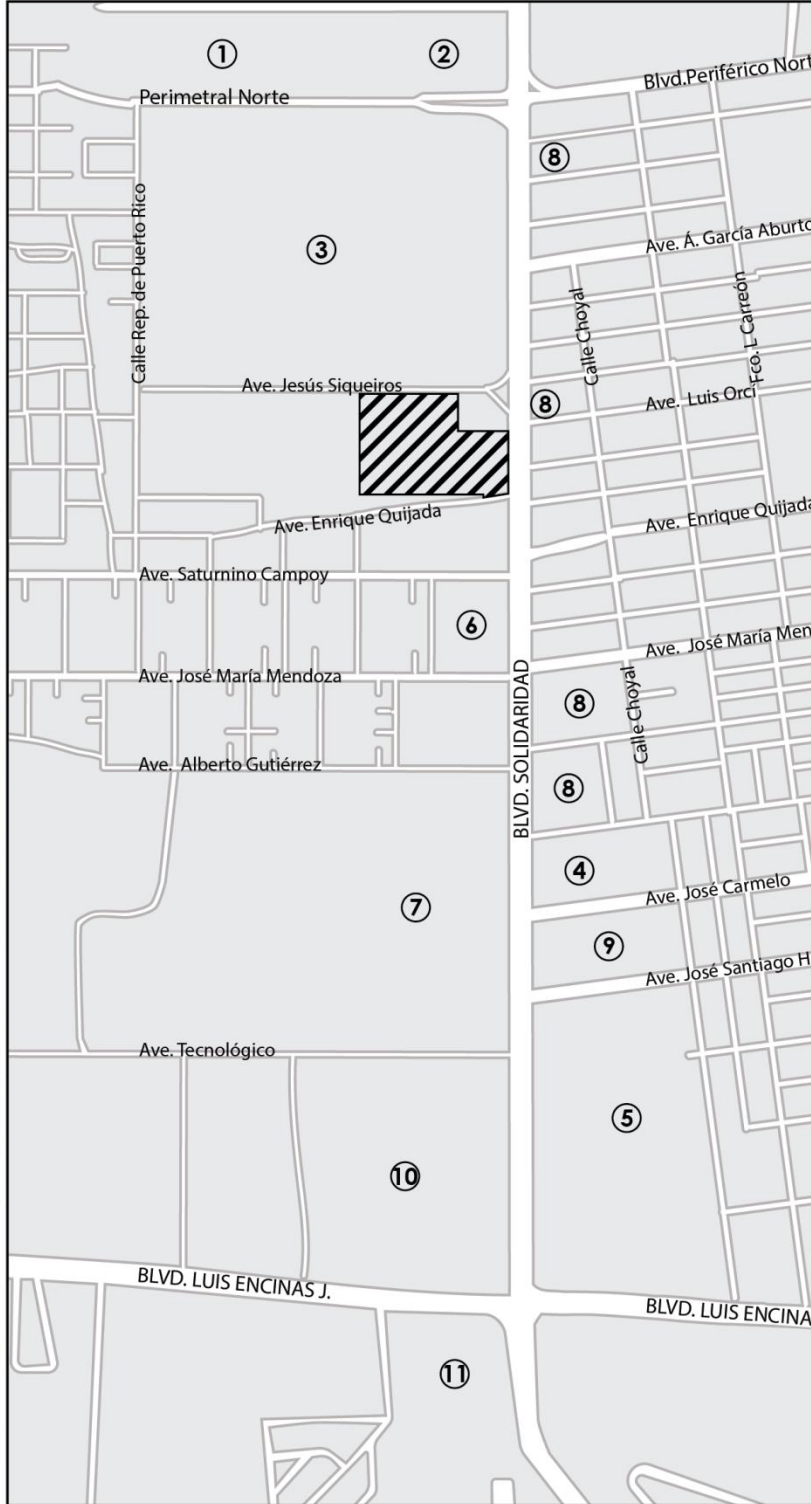 1
2
Blvd.Periférico Nort
Perimetral Norte
8
Calle Rep. de Puerto Rico
3
Ave. Á. García Aburto
Calle Choyal
Fco. L Carreón
Ave. Jesús Siqueiros
8
Ave. Luis Orcí
Ave. Enrique Quijada
Ave. Enrique Quijada
Ave. Saturnino Campoy
6
Ave. José María Men
Ave. José María Mendoza
BLVD. SOLIDARIDAD
8
Calle Choyal
Ave. Alberto Gutiérrez
8
4
Ave. José Carmelo
7
9
Ave. José Santiago H
Ave. Tecnológico
5
10
BLVD. LUIS ENCINAS J.
BLVD. LUIS ENCINA
11